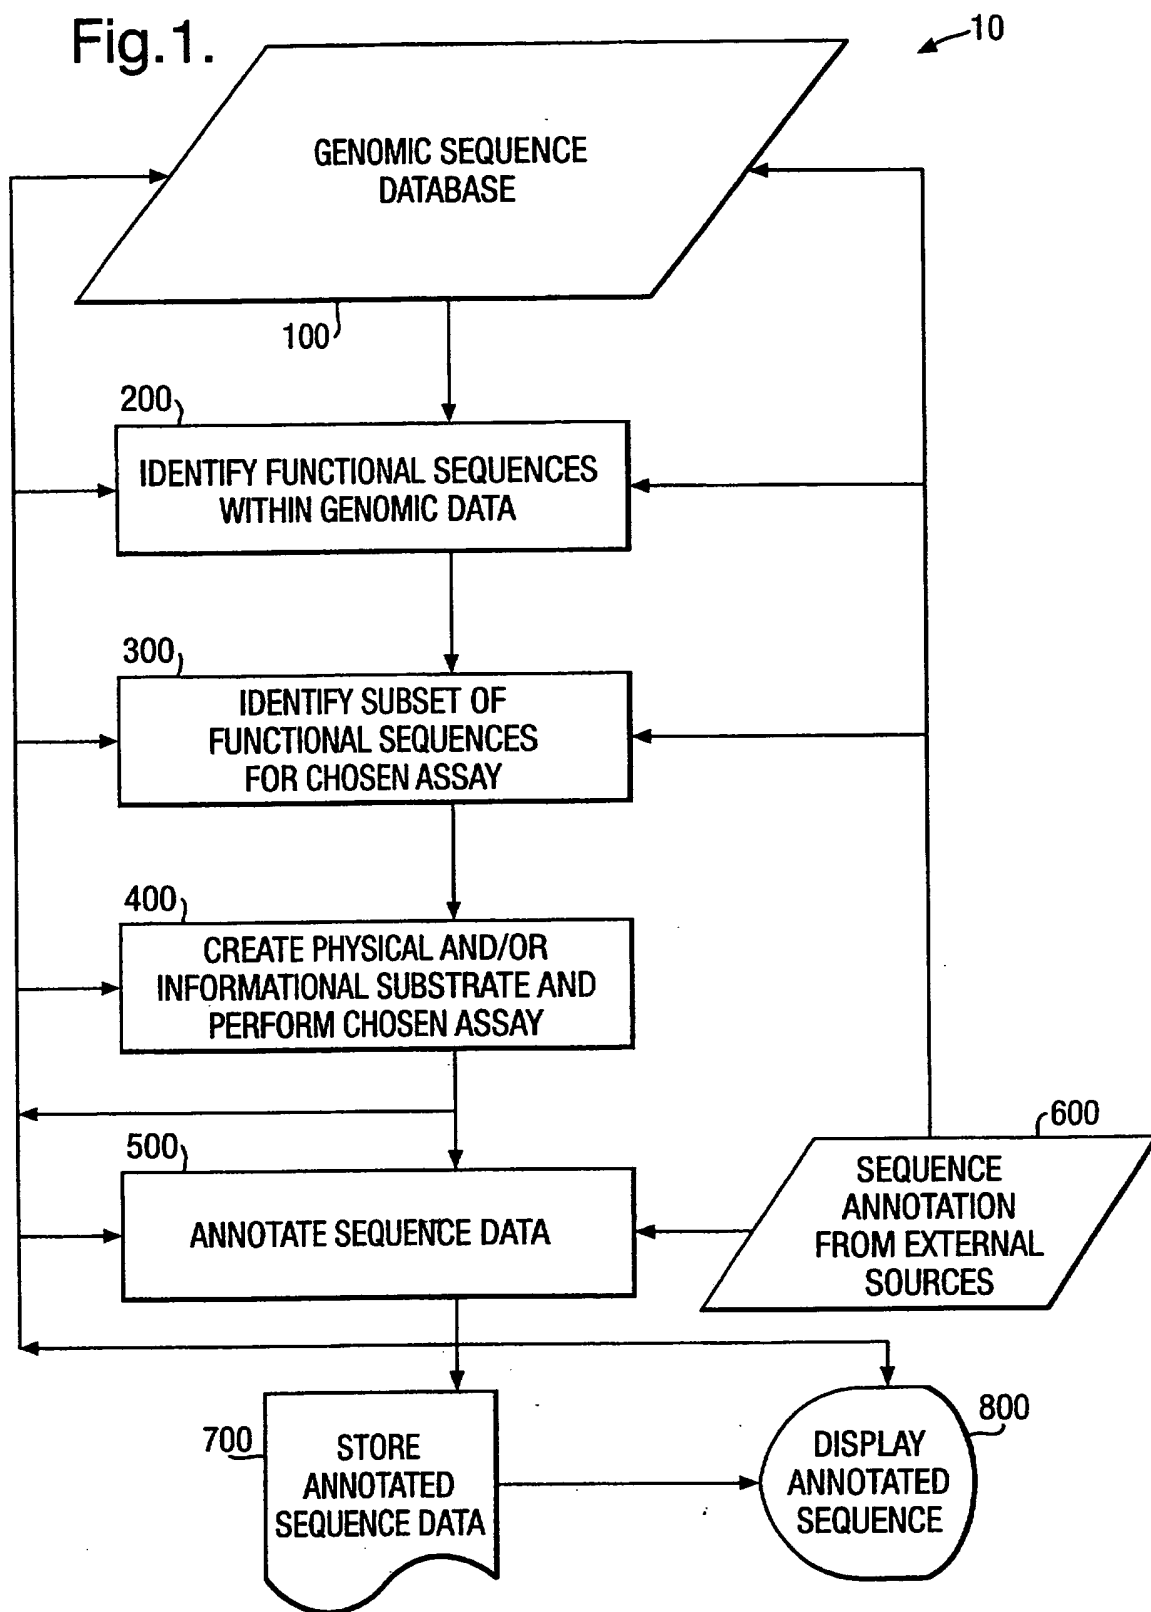 Fig.1.
10
GENOMIC SEQUENCE
DATABASE
100
200
IDENTIFY FUNCTIONAL SEQUENCES
WITHIN GENOMIC DATA
300
IDENTIFY SUBSET OF
FUNCTIONAL SEQUENCES
FOR CHOSEN ASSAY
400
CREATE PHYSICAL AND/OR
INFORMATIONAL SUBSTRATE AND
PERFORM CHOSEN ASSAY
500
ANNOTATE SEQUENCE DATA
600
SEQUENCE
ANNOTATION
FROM EXTERNAL
SOURCES
700
STORE
ANNOTATED
SEQUENCE DATA
800
DISPLAY
ANNOTATED
SEQUENCE